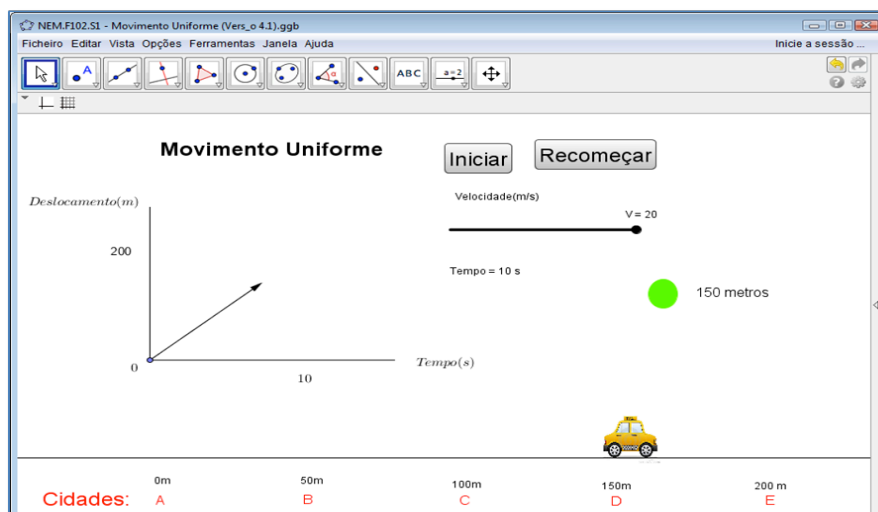 NEM.F102.S1 - Movimento Uniforme (Vers_o 4.1).ggb
Ficheiro Editar Vista Opções Ferramentas Janela Ajuda
Inicie a sessão ...
A
α
ABC
a=2
Movimento Uniforme
Iniciar
Recomeçar
Deslocamento(m)
Velocidade(m/s)
V = 20
200
Tempo = 10 s
150 metros
0
10
Tempo(s)
0m 50m 100m 150m 200 m
Cidades: A B C D E